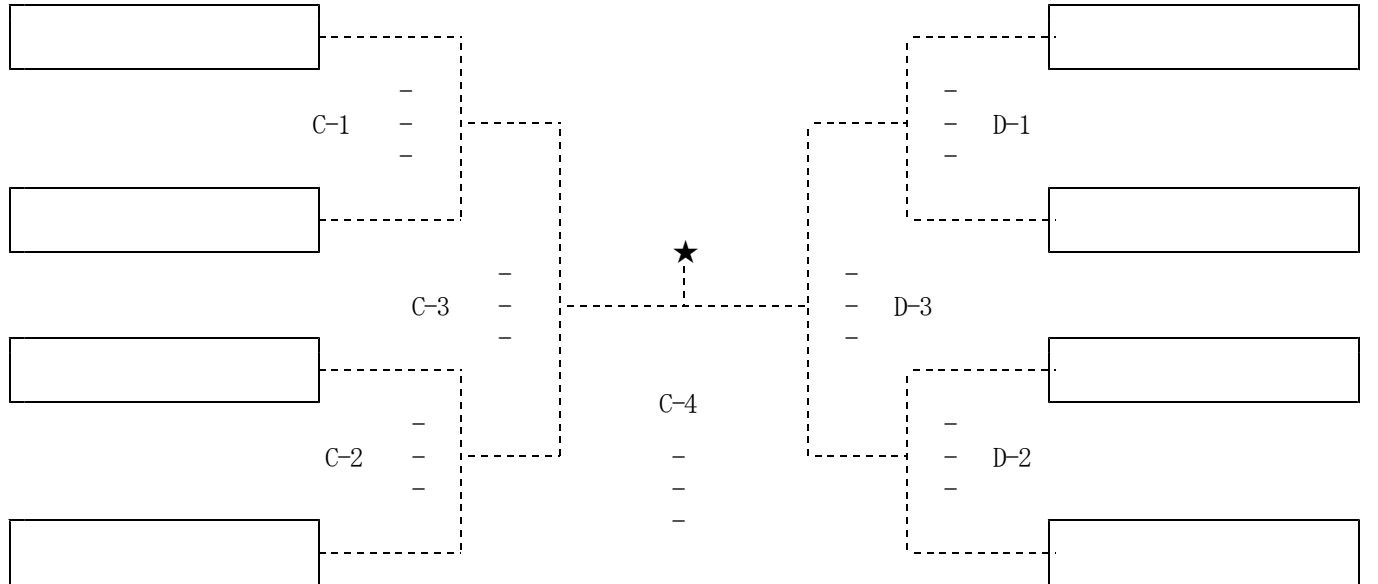 –　–
C-1　–　–　D-1
–　–
★
–　–
C-3　–　–　D-3
–　–
C-4
–　–
C-2　–　–　–　D-2
–　–　–
–